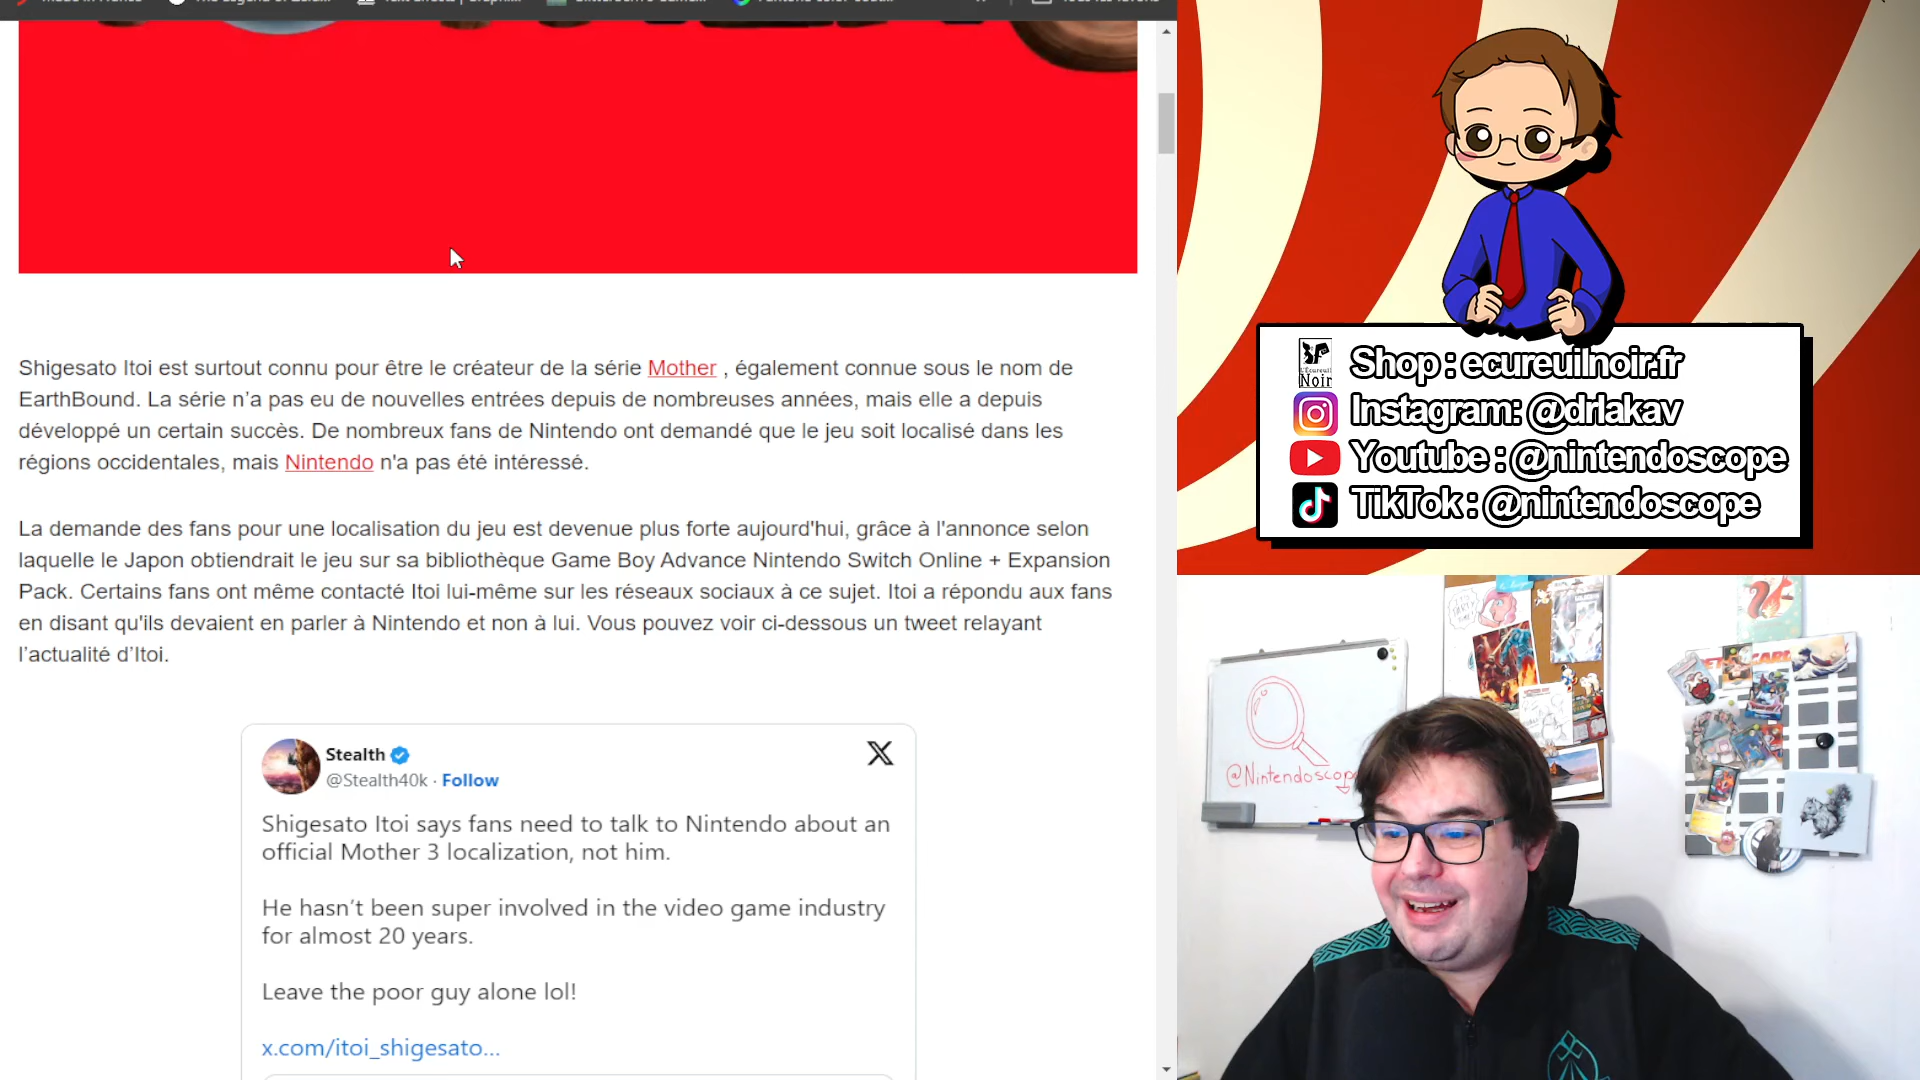 Shigesato Itoi est surtout connu pour être le créateur de la série Mother , également connue sous le nom de
EarthBound. La série n’a pas eu de nouvelles entrées depuis de nombreuses années, mais elle a depuis
développé un certain succès. De nombreux fans de Nintendo ont demandé que le jeu soit localisé dans les
régions occidentales, mais Nintendo n'a pas été intéressé.
La demande des fans pour une localisation du jeu est devenue plus forte aujourd'hui, grâce à l'annonce selon
laquelle le Japon obtiendrait le jeu sur sa bibliothèque Game Boy Advance Nintendo Switch Online + Expansion
Pack. Certains fans ont même contacté Itoi lui-même sur les réseaux sociaux à ce sujet. Itoi a répondu aux fans
en disant qu'ils devaient en parler à Nintendo et non à lui. Vous pouvez voir ci-dessous un tweet relayant
l’actualité d’Itoi.
Stealth
@Stealth40k · Follow
Shigesato Itoi says fans need to talk to Nintendo about an
official Mother 3 localization, not him.
He hasn’t been super involved in the video game industry
for almost 20 years.
Leave the poor guy alone lol!
x.com/itoi_shigesato...
Noir
Shop : ecureuilnoir.fr
Instagram: @drlakav
Youtube : @nintendoscope
TikTok : @nintendoscope
@Nintendoscope